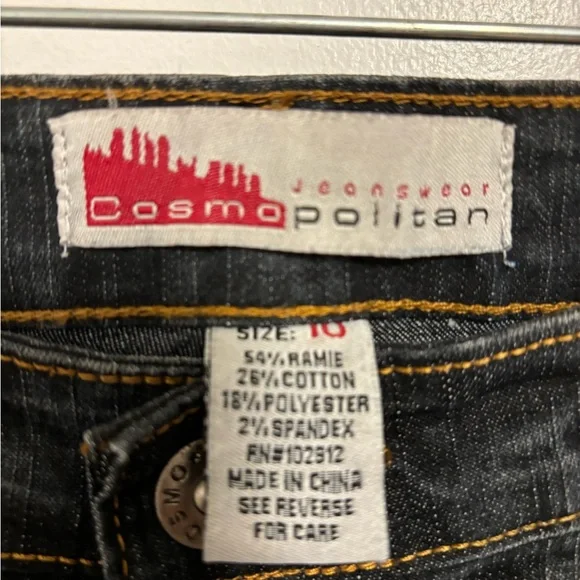 Jeanswear
Cosmopolitan
SIZE: 10
54% RAMIE
26% COTTON
18% POLYESTER
2% SPANDEX
RN#102912
MADE IN CHINA
SEE REVERSE
FOR CARE